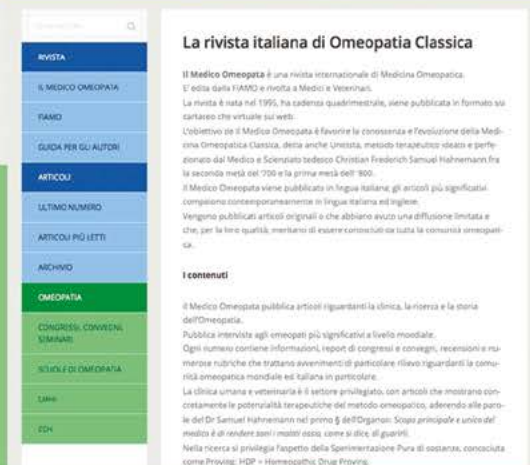 RIVISTA
IL MEDICO OMEOPATA
FIAMO
GUIDA PER GLI AUTORI
ARTICOLI
ULTIMO NUMERO
ARTICOLI PIÙ LETTI
ARCHIVIO
OMEOPATIA
CONGRESSI, CONVEGNI,
SEMINARI
SCUOLE DI OMEOPATIA
LMHI
ECH
La rivista italiana di Omeopatia Classica
Il Medico Omeopata è una rivista internazionale di Medicina Omeopatica.
E' edita dalla FIAMO e rivolta a Medici e Veterinari.
La rivista è nata nel 1995, ha cadenza quadrimestrale, viene pubblicata in formato sia
cartaceo che virtuale sul web.
L'obiettivo de Il Medico Omeopata è favorire la conoscenza e l'evoluzione della Medi-
cina Omeopatica Classica, detta anche Unicista, metodo terapeutico ideato e perfe-
zionato dal Medico e Scienziato tedesco Christian Frederich Samuel Hahnemann fra
la seconda metà del '700 e la prima metà dell' '800.
Il Medico Omeopata viene pubblicato in lingua italiana; gli articoli più significativi
compaiono contemporaneamente in lingua italiana ed inglese.
Vengono pubblicati articoli originali o che abbiano avuto una diffusione limitata e
che, per la loro qualità, meritano di essere conosciuti da tutta la comunità omeopati-
ca.
I contenuti
Il Medico Omeopata pubblica articoli riguardanti la clinica, la ricerca e la storia
dell'Omeopatia.
Pubblica interviste agli omeopati più significativi a livello mondiale.
Ogni numero contiene informazioni, report di congressi e convegni, recensioni e nu-
merose rubriche che trattano avvenimenti di particolare rilievo riguardanti la comu-
nità omeopatica mondiale ed italiana in particolare.
La clinica umana e veterinaria è il settore privilegiato, con articoli che mostrano con-
cretamente le potenzialità terapeutiche del metodo omeopatico, aderendo alle paro-
le del Dr Samuel Hahnemann nel primo § dell'Organon: Scopo principale e unico del
medico è di rendere sani i malati ossia, come si dice, di guarirli.
Nella ricerca si privilegia l'aspetto della Sperimentazione Pura di sostanze, conosciuta
come Proving: HDP = Homeopathic Drug Proving.